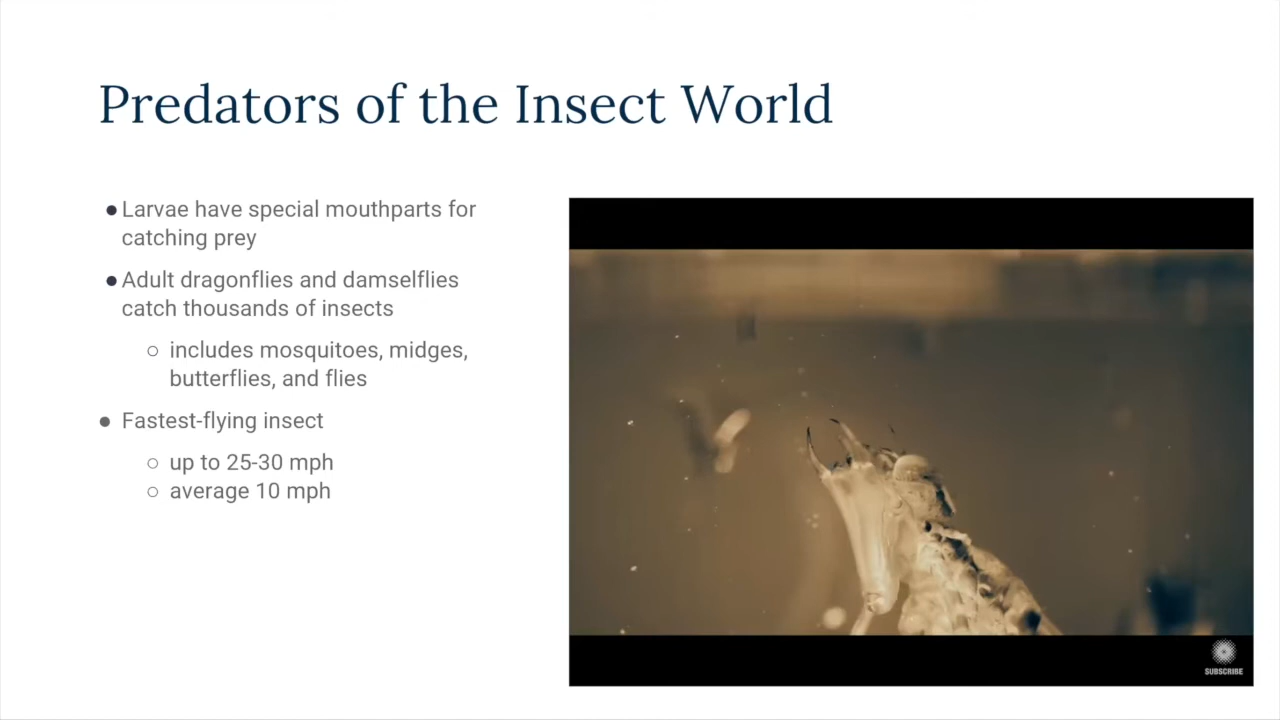 Predators of the Insect World
● Larvae have special mouthparts for
catching prey
● Adult dragonflies and damselflies
catch thousands of insects
○ includes mosquitoes, midges,
butterflies, and flies
● Fastest-flying insect
○ up to 25-30 mph
○ average 10 mph
SUBSCRIBE